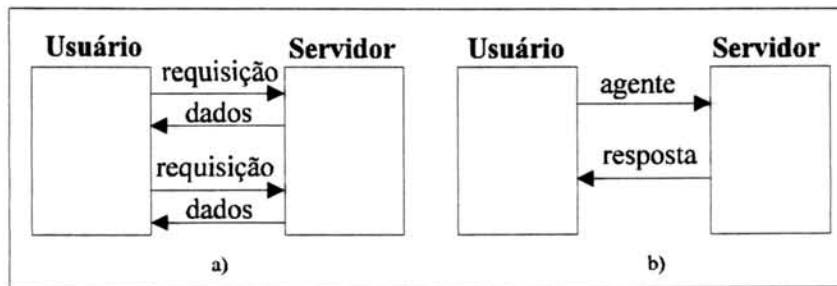 Usuário Servidor
requisição
dados
requisição
dados
a)
Usuário Servidor
agente
resposta
b)